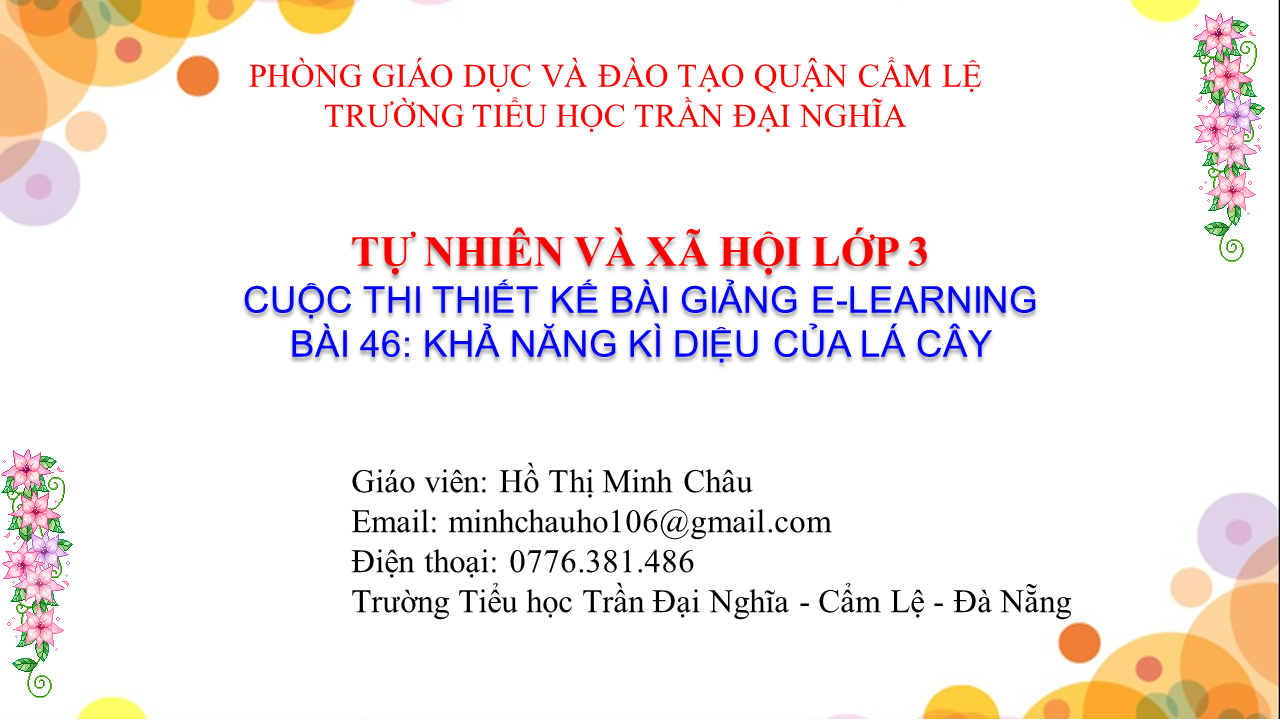 PHÒNG GIÁO DỤC VÀ ĐÀO TẠO QUẬN CẨM LỆ
TRƯỜNG TIỂU HỌC TRẦN ĐẠI NGHĨA
TỰ NHIÊN VÀ XÃ HỘI LỚP 3
CUỘC THI THIẾT KẾ BÀI GIẢNG E-LEARNING
BÀI 46: KHẢ NĂNG KÌ DIỆU CỦA LÁ CÂY
Giáo viên: Hồ Thị Minh Châu
Email: minhchauho106@gmail.com
Điện thoại: 0776.381.486
Trường Tiểu học Trần Đại Nghĩa - Cẩm Lệ - Đà Nẵng